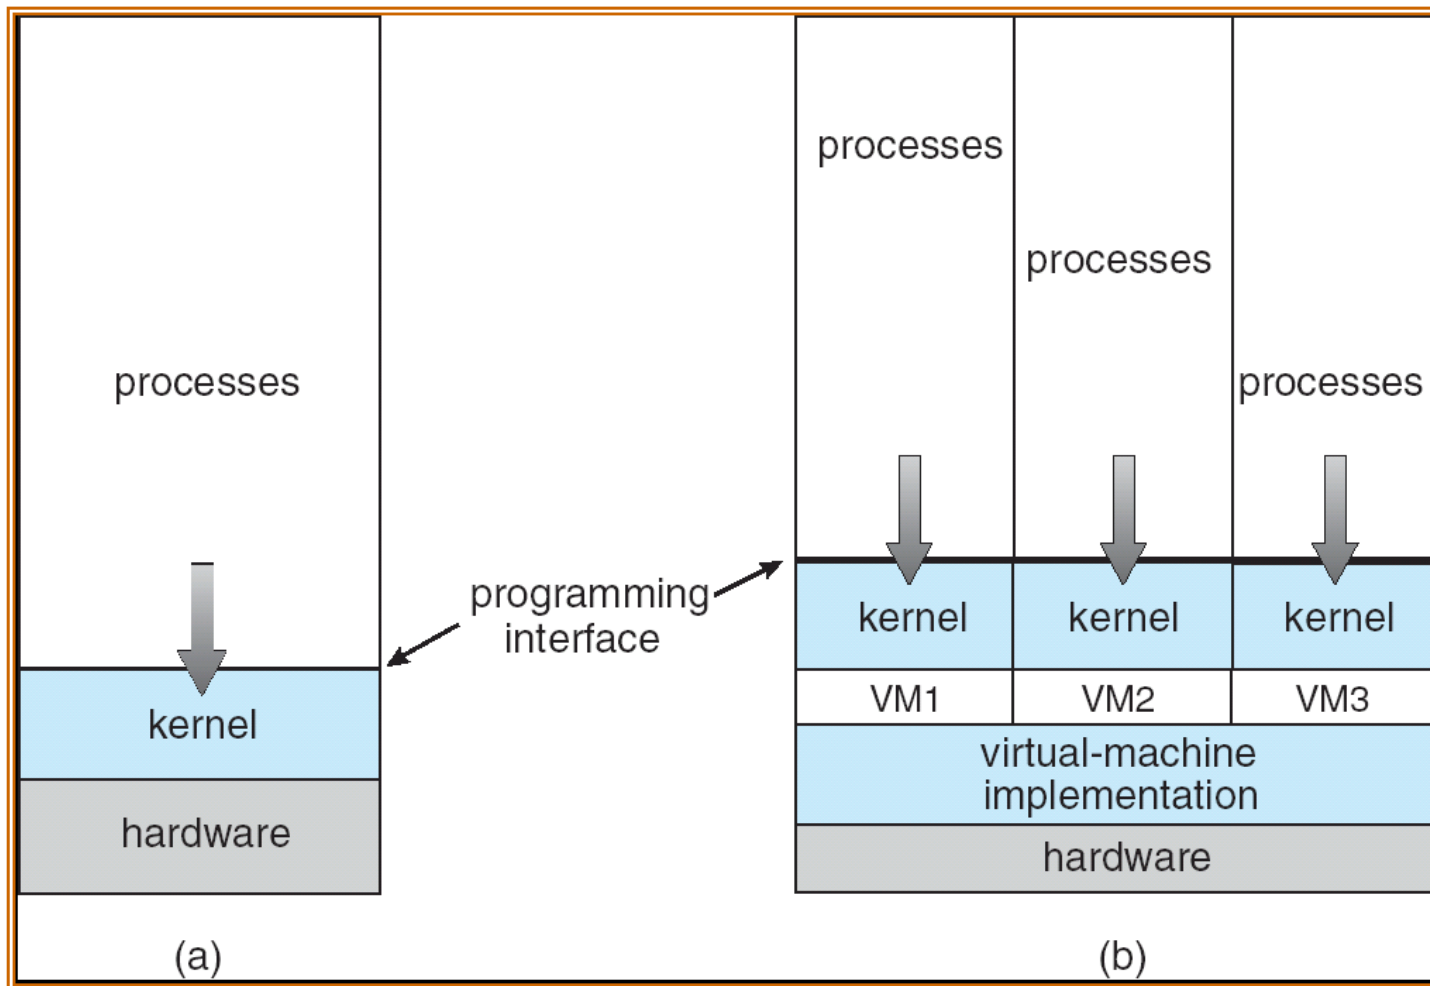 processes
kernel
hardware
(a)
programming
interface
processes
processes
processes
kernel kernel kernel
VM1 VM2 VM3
virtual-machine
implementation
hardware
(b)